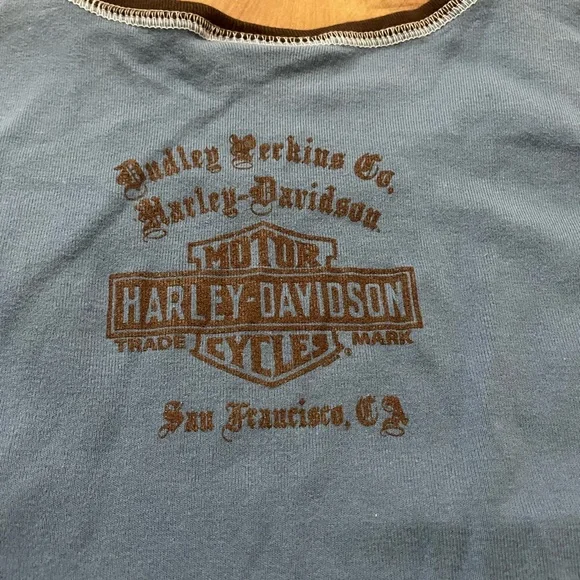 Dudley Perkins Co.
Harley-Davidson
MOTOR
HARLEY-DAVIDSON
TRADE MARK
CYCLES®
San Francisco, CA